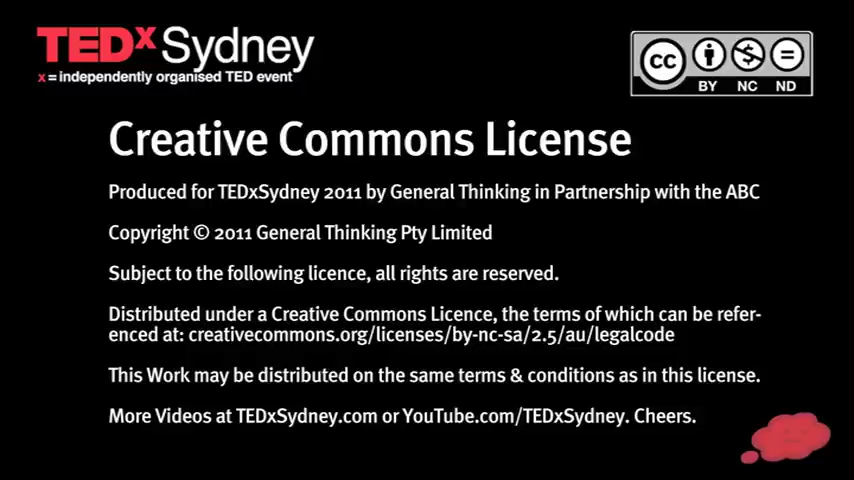 TEDxSydney
x = independently organised TED event
CC BY NC ND
Creative Commons License
Produced for TEDxSydney 2011 by General Thinking in Partnership with the ABC
Copyright © 2011 General Thinking Pty Limited
Subject to the following licence, all rights are reserved.
Distributed under a Creative Commons Licence, the terms of which can be refer-
enced at: creativecommons.org/licenses/by-nc-sa/2.5/au/legalcode
This Work may be distributed on the same terms & conditions as in this license.
More Videos at TEDxSydney.com or YouTube.com/TEDxSydney. Cheers.